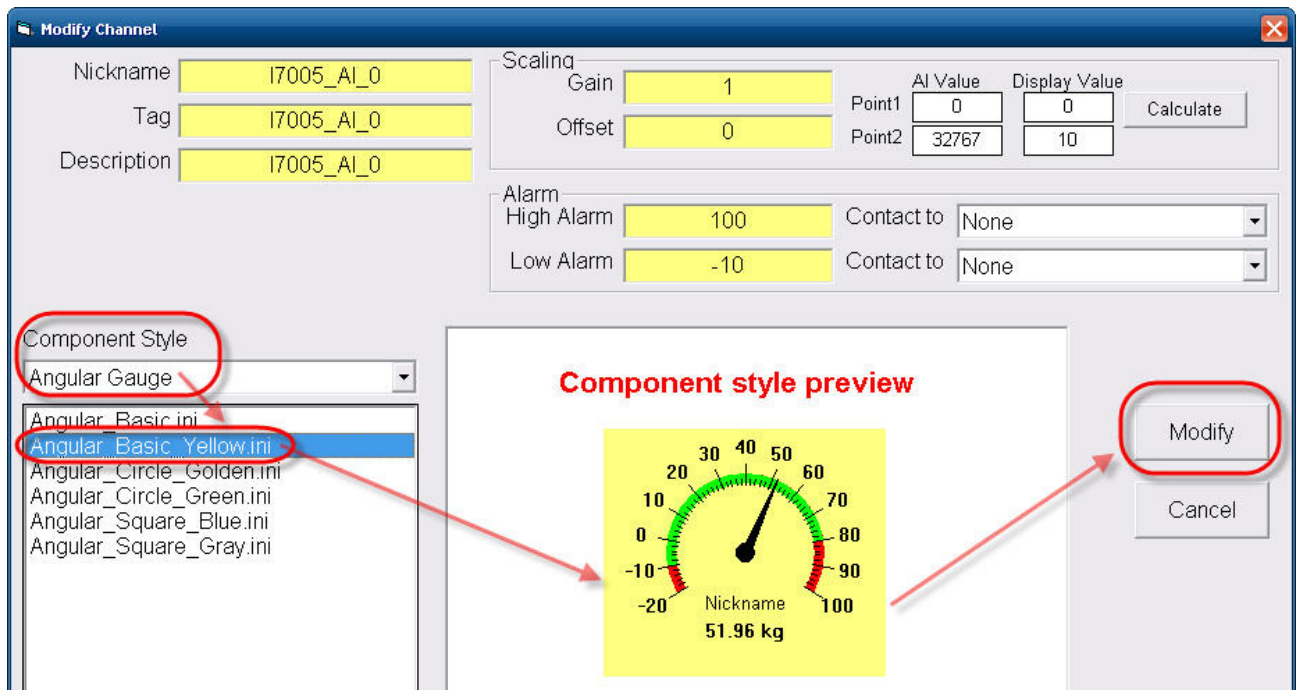 Modify Channel
Nickname I7005_AI_0
Tag I7005_AI_0
Description I7005_AI_0
Scaling
Gain 1
Offset 0
AI Value Display Value
Point1 0 0
Point2 32767 10
Calculate
Alarm
High Alarm 100 Contact to None
Low Alarm -10 Contact to None
Component Style
Angular Gauge
Angular_Basic.ini
Angular_Basic_Yellow.ini
Angular_Circle_Golden.ini
Angular_Circle_Green.ini
Angular_Square_Blue.ini
Angular_Square_Gray.ini
Component style preview
-20
-10
0
10
20
30
40
50
60
70
80
90
100
Nickname
51.96 kg
Modify
Cancel